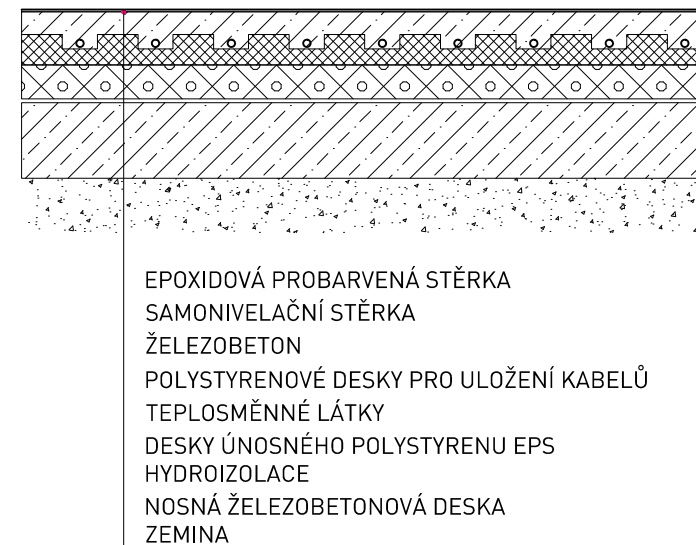 EPOXIDOVÁ PROBARVENÁ STĚRKA
SAMONIVELAČNÍ STĚRKA
ŽELEZOBETON
POLYSTYRENOVÉ DESKY PRO ULOŽENÍ KABELŮ
TEPLOSMĚNNÉ LÁTKY
DESKY ÚNOSNÉHO POLYSTYRENU EPS
HYDROIZOLACE
NOSNÁ ŽELEZOBETONOVÁ DESKA
ZEMINA